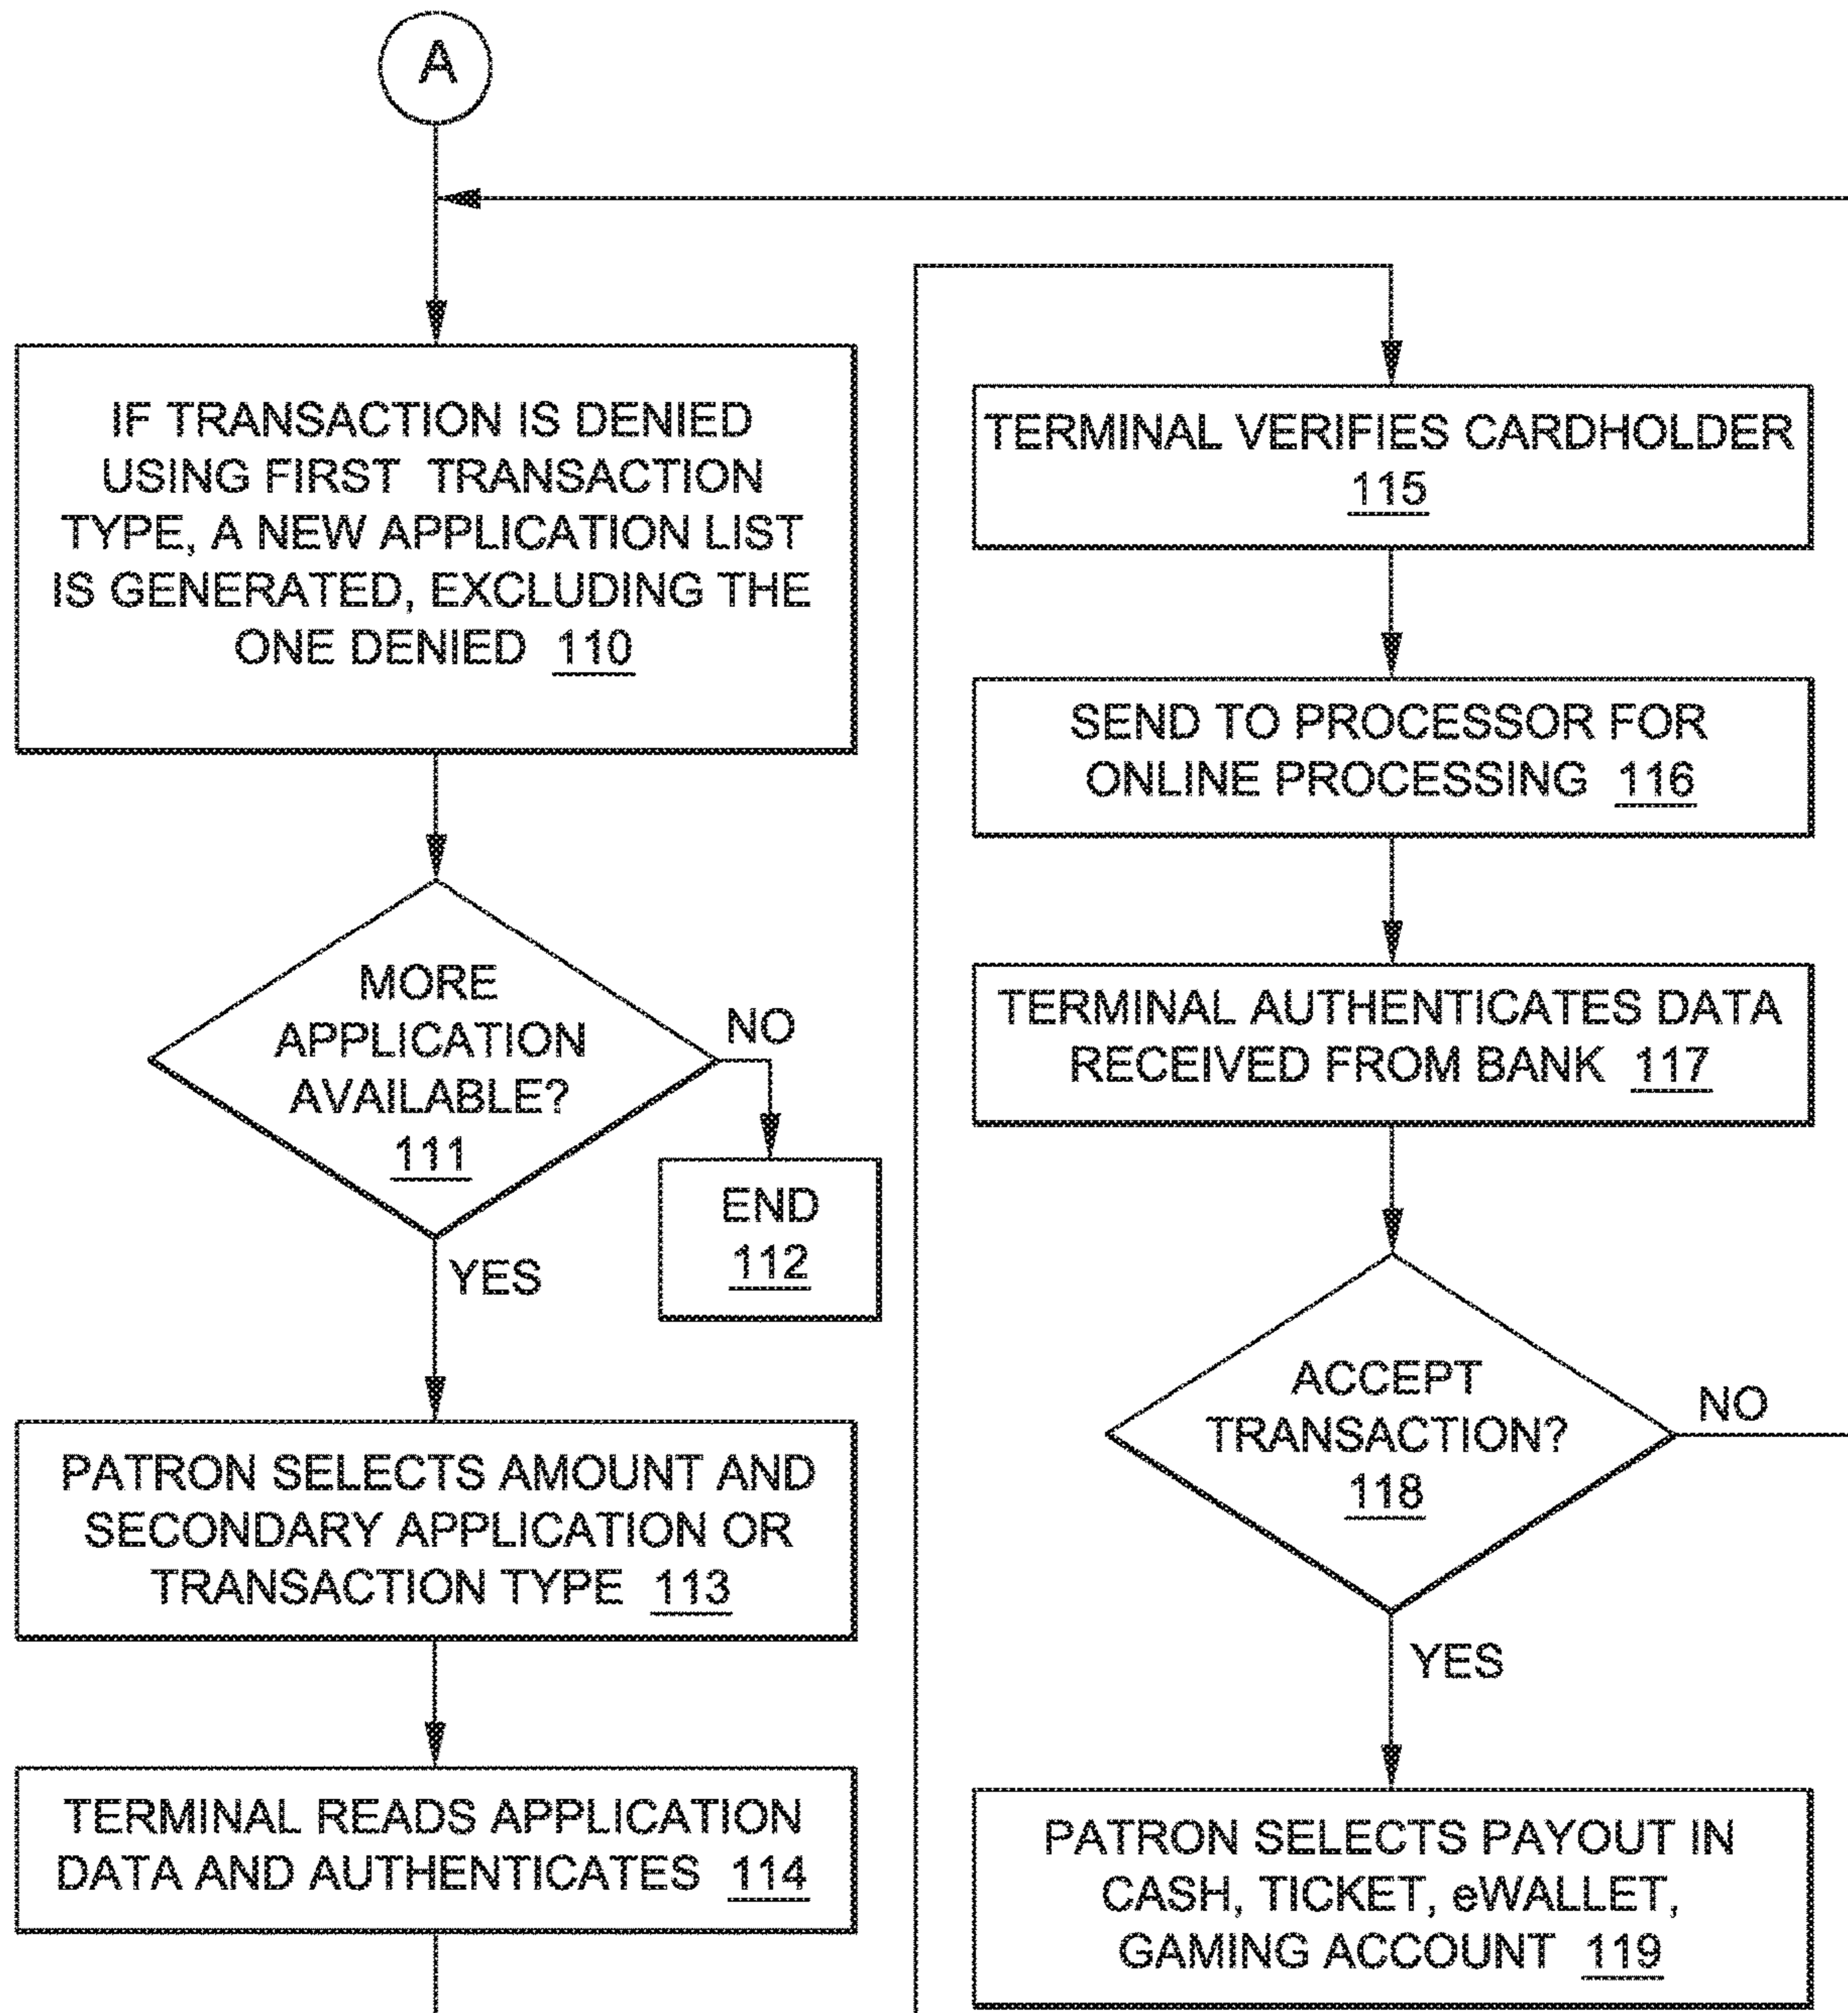 A
IF TRANSACTION IS DENIED
USING FIRST TRANSACTION
TYPE, A NEW APPLICATION LIST
IS GENERATED, EXCLUDING THE
ONE DENIED 110
MORE
APPLICATION
AVAILABLE?
111
NO
END
112
YES
PATRON SELECTS AMOUNT AND
SECONDARY APPLICATION OR
TRANSACTION TYPE 113
TERMINAL READS APPLICATION
DATA AND AUTHENTICATES 114
TERMINAL VERIFIES CARDHOLDER
115
SEND TO PROCESSOR FOR
ONLINE PROCESSING 116
TERMINAL AUTHENTICATES DATA
RECEIVED FROM BANK 117
ACCEPT
TRANSACTION?
118
NO
YES
PATRON SELECTS PAYOUT IN
CASH, TICKET, eWALLET,
GAMING ACCOUNT 119